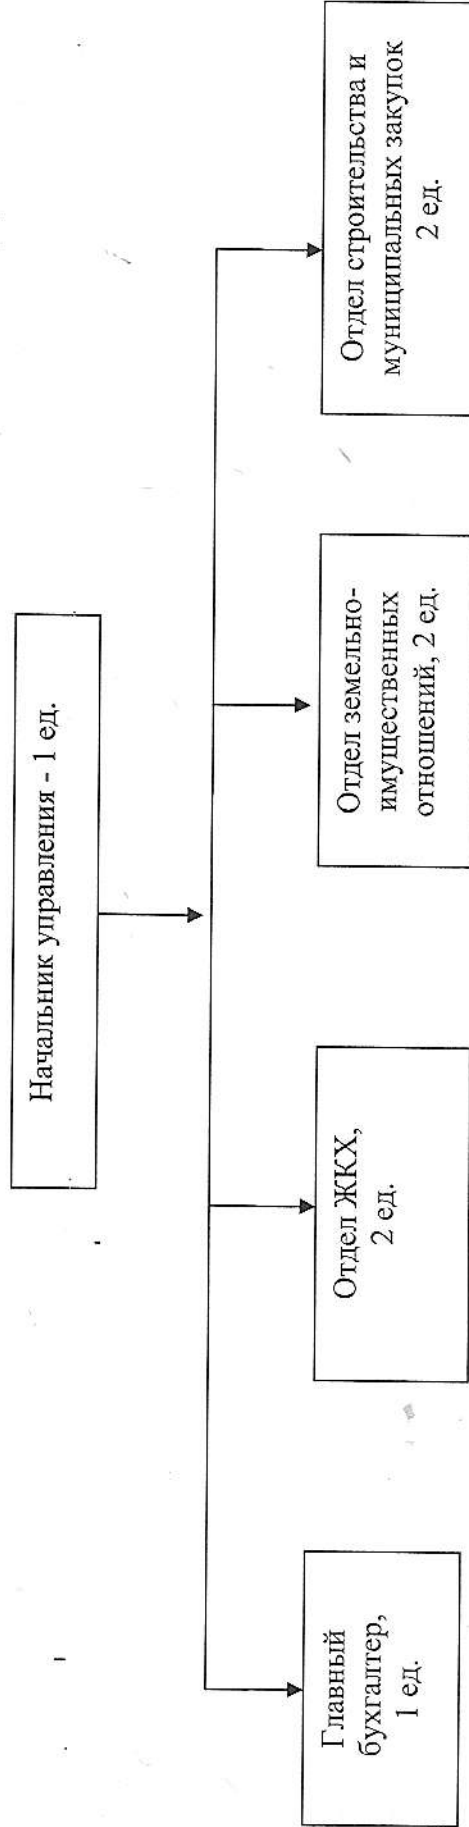 Начальник управления - 1 ед.
Главный
бухгалтер,
1 ед.
Отдел ЖКХ,
2 ед.
Отдел земельно-
имущественных
отношений, 2 ед.
Отдел строительства и
муниципальных закупок
2 ед.